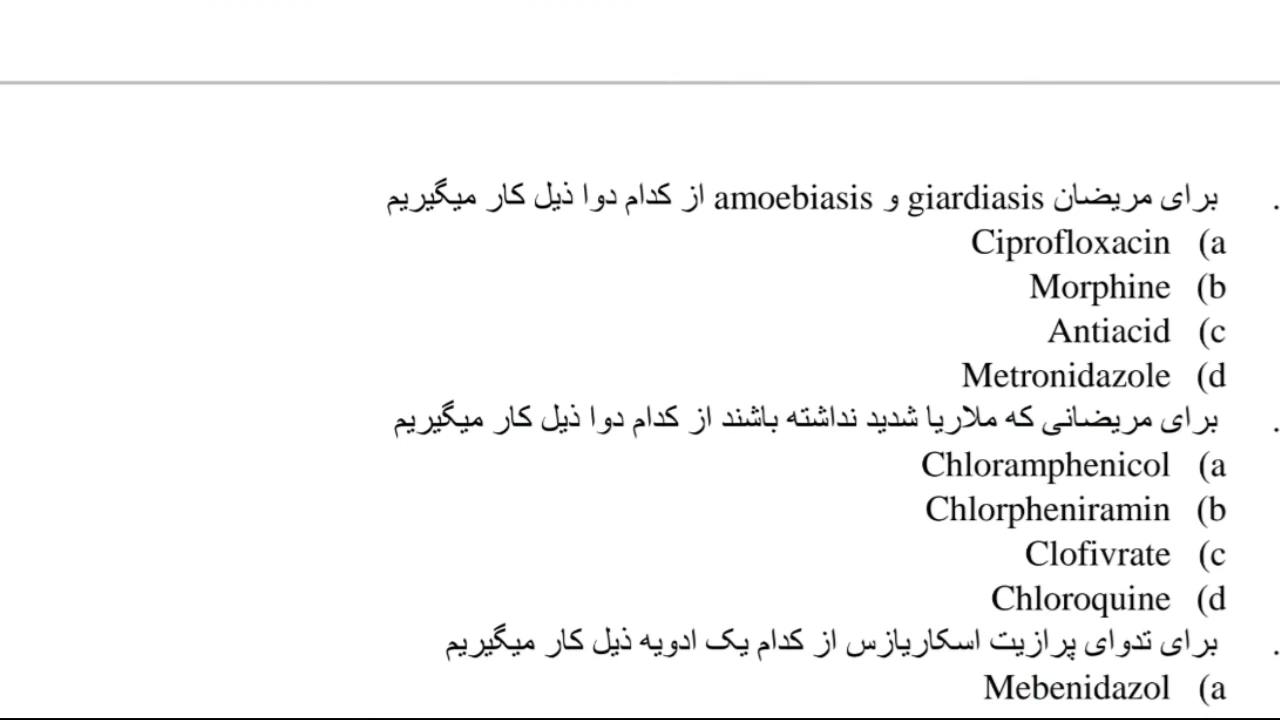 . برای مریضان giardiasis و amoebiasis از کدام دوا ذیل کار میگیریم
a) Ciprofloxacin
b) Morphine
c) Antiacid
d) Metronidazole
. برای مریضانی که ملاریا شدید نداشته باشند از کدام دوا ذیل کار میگیریم
a) Chloramphenicol
b) Chlorpheniramin
c) Clofivrate
d) Chloroquine
. برای تدوای پرازیت اسکاریازس از کدام یک ادویه ذیل کار میگیریم
a) Mebenidazol